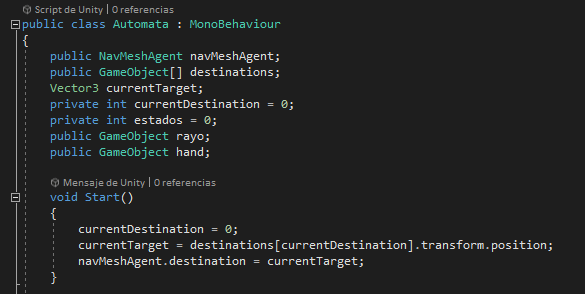 Script de Unity | 0 referencias
public class Automata : MonoBehaviour
{
public NavMeshAgent navMeshAgent;
public GameObject[] destinations;
Vector3 currentTarget;
private int currentDestination = 0;
private int estados = 0;
public GameObject rayo;
public GameObject hand;
Mensaje de Unity | 0 referencias
void Start()
{
currentDestination = 0;
currentTarget = destinations[currentDestination].transform.position;
navMeshAgent.destination = currentTarget;
}